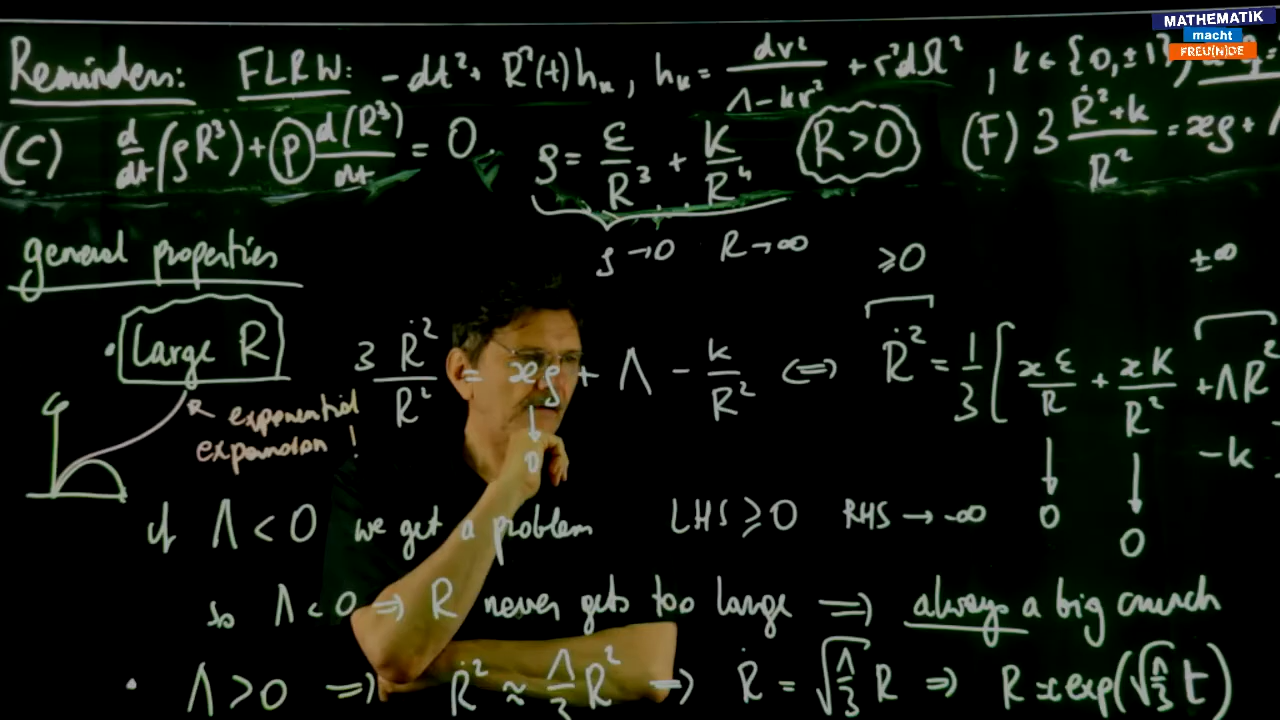 MATHEMATIK
macht
FREU(N)DE
Reminders: FLRW: -dt² + R²(t)hₖ, hₖ = dr²/(1-kr²) + r²dΩ², k ∈ {0,±1},
(C) d/dt(ρR³) + p d(R³)/dt = 0. ρ = ε/R³ + K/R⁴ R>0 (F) 3 (Ṙ²+k)/R² = ϰρ + Λ
ρ→0 R→∞
general properties
≥0 ±∞
• Large R 3 Ṙ²/R² = ϰρ + Λ - k/R² ⇔ Ṙ² = 1/3 [ ϰε/R + ϰK/R² + ΛR²
exponential
expansion !
↓ 0 ↓ 0 ↓ 0 -k
if Λ<0 we get a problem LHS ≥ 0 RHS → -∞
so Λ<0 ⇒ R never gets too large ⇒ always a big crunch
• Λ>0 ⇒ Ṙ² ≈ Λ/3 R² ⇒ Ṙ = √(Λ/3) R ⇒ R ≍ exp(√(Λ/3) t)